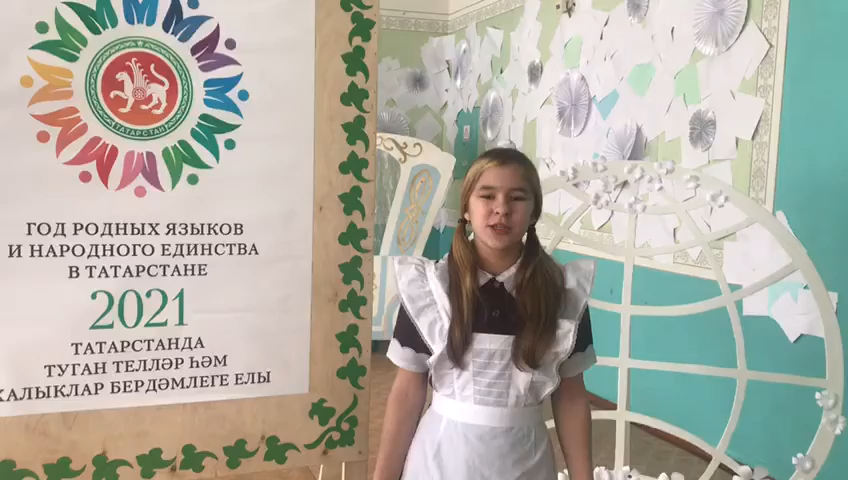 ТАТАРСТАН
ГОД РОДНЫХ ЯЗЫКОВ
И НАРОДНОГО ЕДИНСТВА
В ТАТАРСТАНЕ
2021
ТАТАРСТАНДА
ТУГАН ТЕЛЛӘР ҺӘМ
ХАЛЫКЛАР БЕРДӘМЛЕГЕ ЕЛЫ